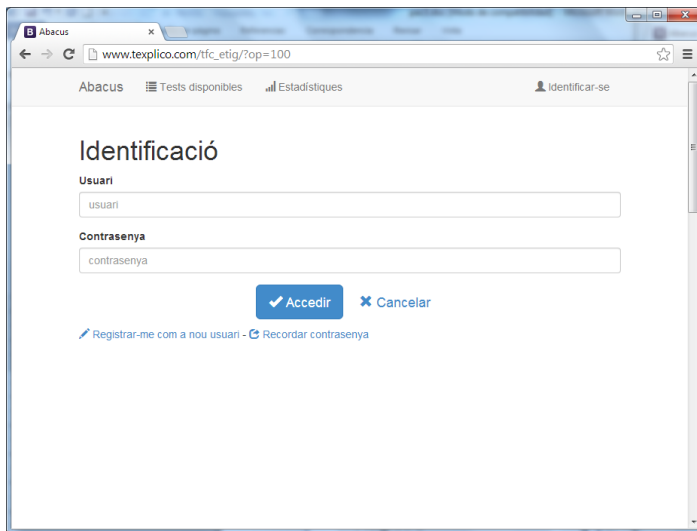 Abacus
www.texplico.com/tfc_etig/?op=100
Abacus Tests disponibles Estadístiques Identificar-se
Identificació
Usuari
usuari
Contrasenya
contrasenya
Accedir Cancelar
Registrar-me com a nou usuari - Recordar contrasenya